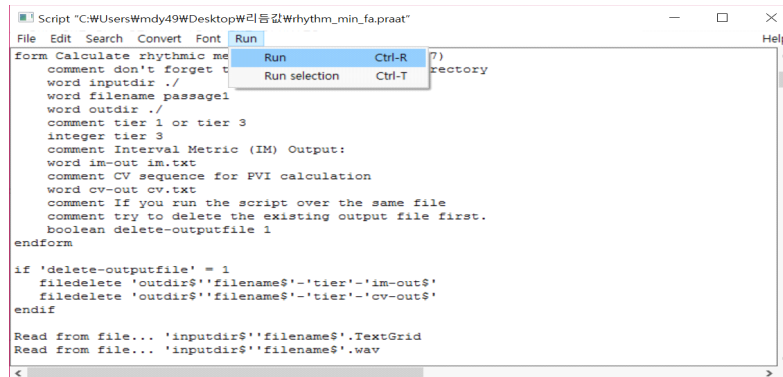 Script "C:₩Users₩mdy49₩Desktop₩리듬값₩rhythm_min_fa.praat"
File Edit Search Convert Font Run Hel
Run Ctrl-R
Run selection Ctrl-T
form Calculate rhythmic me 7)
comment don't forget t rectory
word inputdir ./
word filename passage1
word outdir ./
comment tier 1 or tier 3
integer tier 3
comment Interval Metric (IM) Output:
word im-out im.txt
comment CV sequence for PVI calculation
word cv-out cv.txt
comment If you run the script over the same file
comment try to delete the existing output file first.
boolean delete-outputfile 1
endform
if 'delete-outputfile' = 1
filedelete 'outdir$''filename$'-'tier'-'im-out$'
filedelete 'outdir$''filename$'-'tier'-'cv-out$'
endif
Read from file... 'inputdir$''filename$'.TextGrid
Read from file... 'inputdir$''filename$'.wav